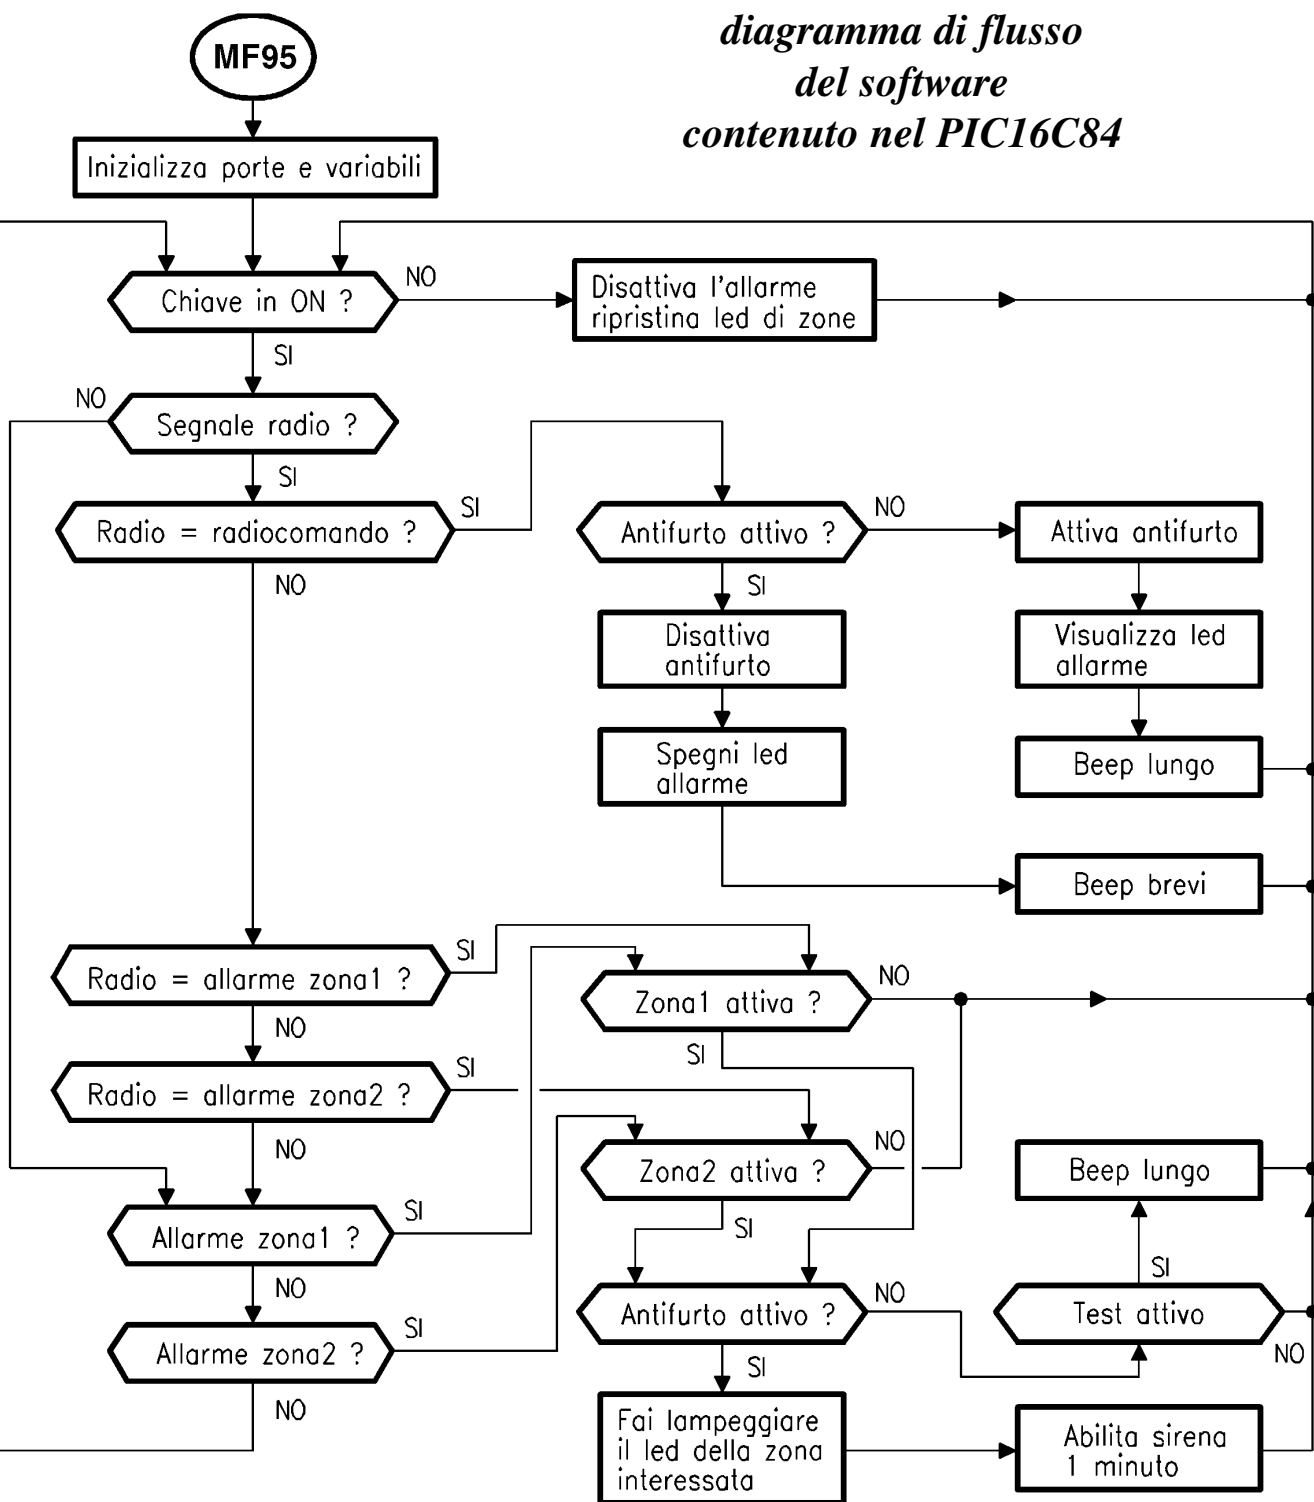 diagramma di flusso
del software
contenuto nel PIC16C84
MF95
Inizializza porte e variabili
Chiave in ON ?
NO
Disattiva l'allarme
ripristina led di zone
SI
NO
Segnale radio ?
SI
Radio = radiocomando ?
SI
NO
Antifurto attivo ?
NO
Attiva antifurto
SI
Disattiva
antifurto
Visualizza led
allarme
Spegni led
allarme
Beep lungo
Beep brevi
Radio = allarme zona1 ?
SI
NO
Zona1 attiva ?
NO
SI
Radio = allarme zona2 ?
SI
NO
Zona2 attiva ?
NO
SI
Beep lungo
Allarme zona1 ?
SI
NO
Antifurto attivo ?
NO
SI
Test attivo
SI
NO
Allarme zona2 ?
SI
NO
Fai lampeggiare
il led della zona
interessata
Abilita sirena
1 minuto